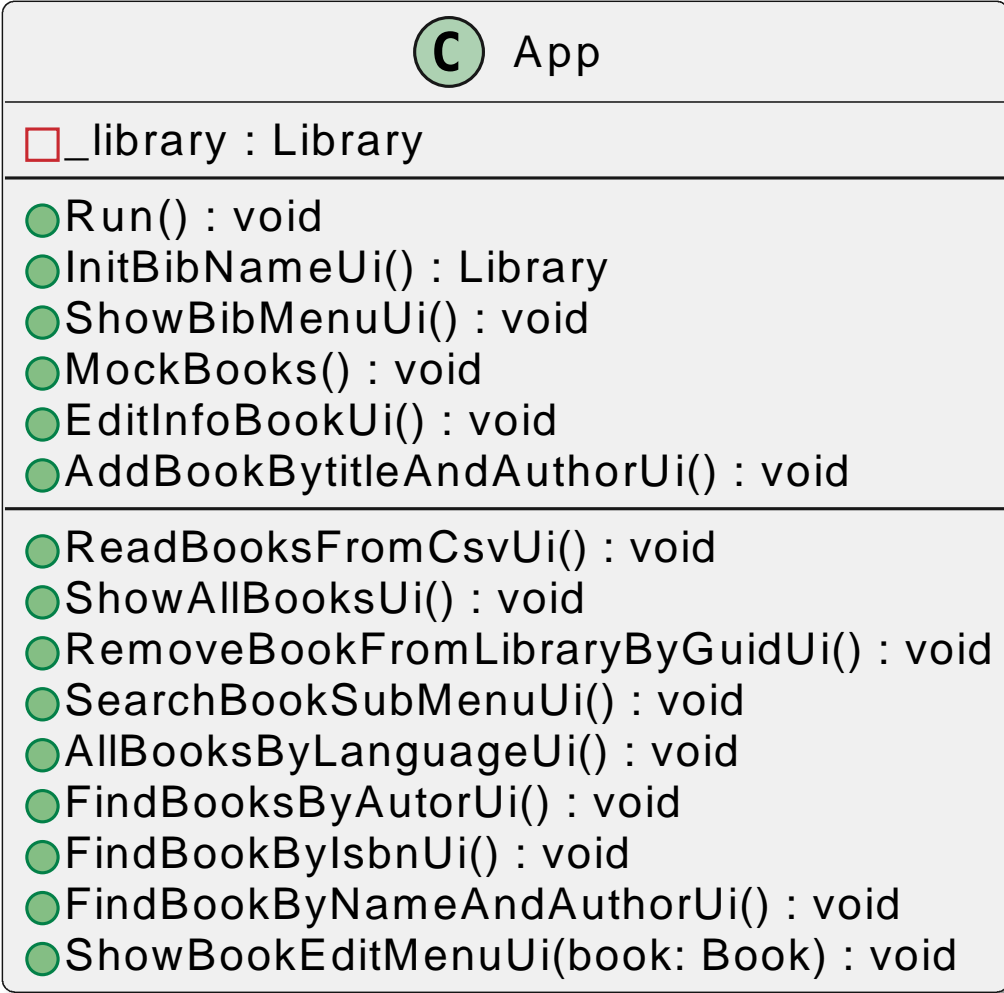 C App
_library : Library
Run() : void
InitBibNameUi() : Library
ShowBibMenuUi() : void
MockBooks() : void
EditInfoBookUi() : void
AddBookBytitleAndAuthorUi() : void
ReadBooksFromCsvUi() : void
ShowAllBooksUi() : void
RemoveBookFromLibraryByGuidUi() : void
SearchBookSubMenuUi() : void
AllBooksByLanguageUi() : void
FindBooksByAutorUi() : void
FindBookByIsbnUi() : void
FindBookByNameAndAuthorUi() : void
ShowBookEditMenuUi(book: Book) : void